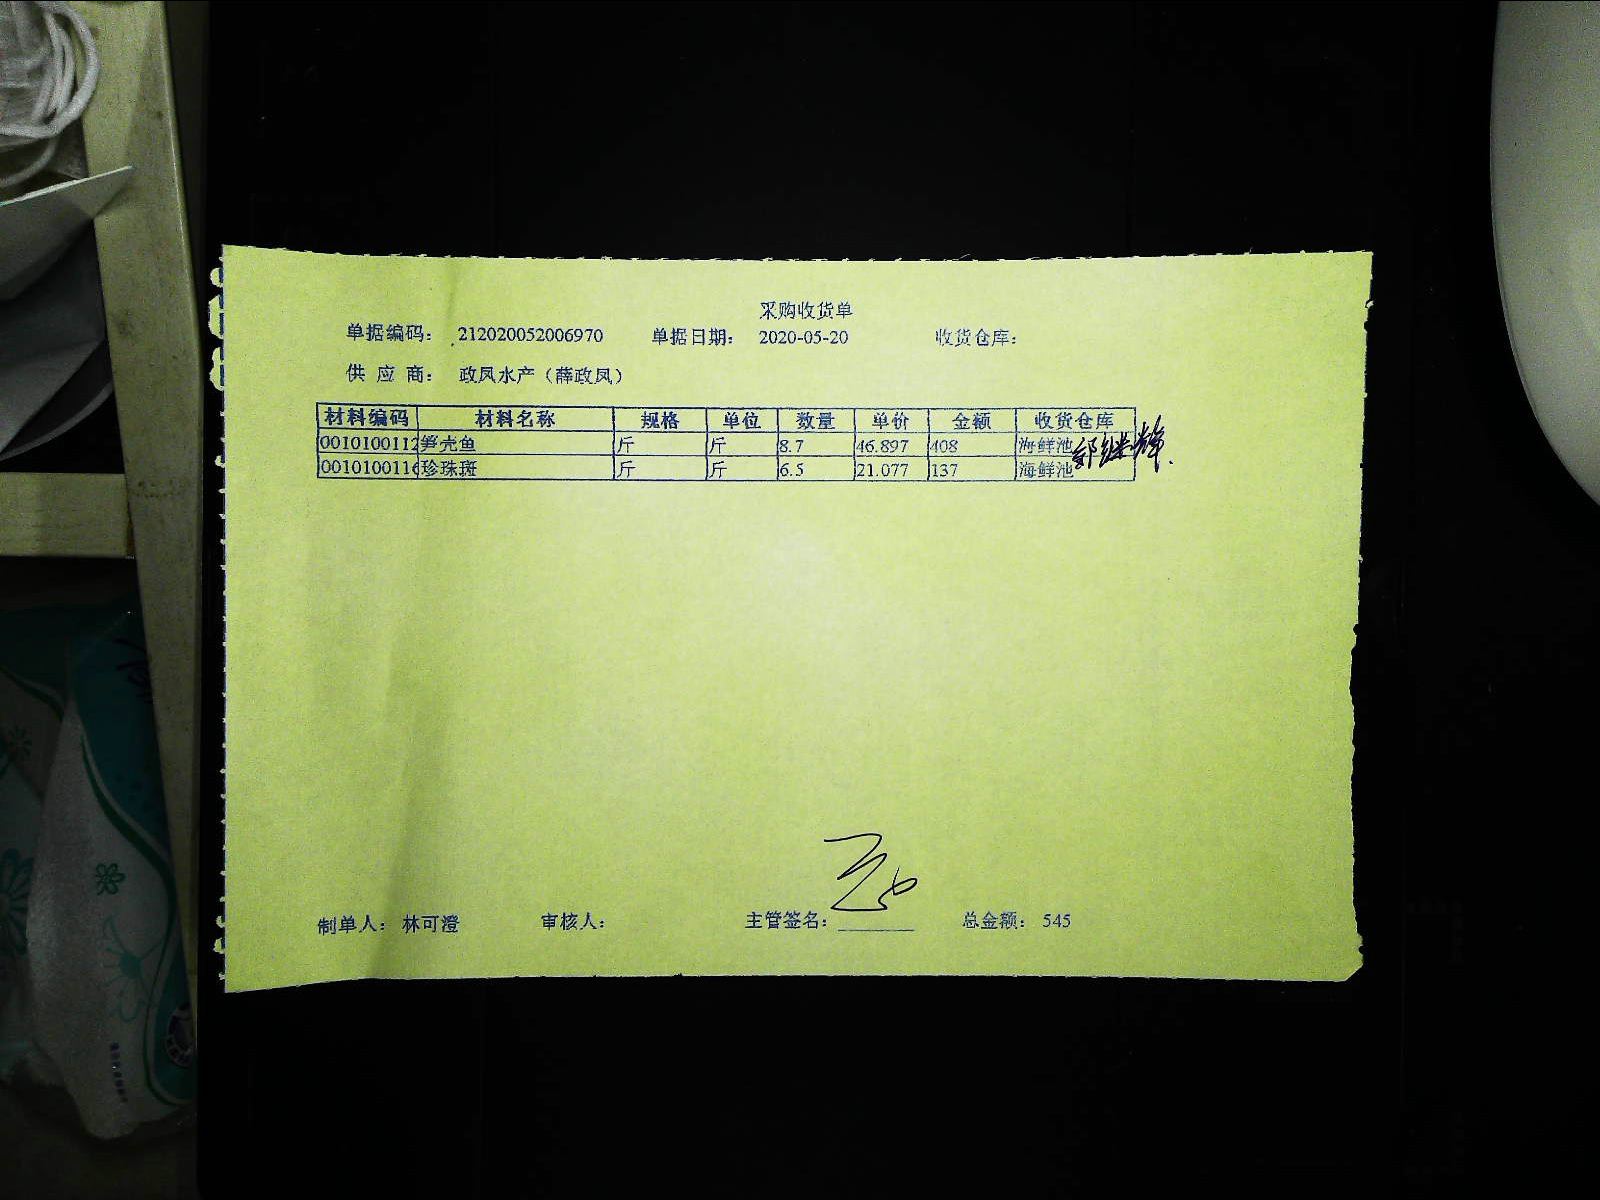 采购收货单
单据编码： 212020052006970 单据日期： 2020-05-20 收货仓库：
供 应 商： 政凤水产（薛政凤）
材料编码 材料名称 规格 单位 数量 单价 金额 收货仓库
0010100112 笋壳鱼 斤 斤 8.7 46.897 408 海鲜池
001010011 珍珠斑 斤 斤 6.5 21.077 137 海鲜池
制单人： 林可澄 审核人： 主管签名： 总金额： 545